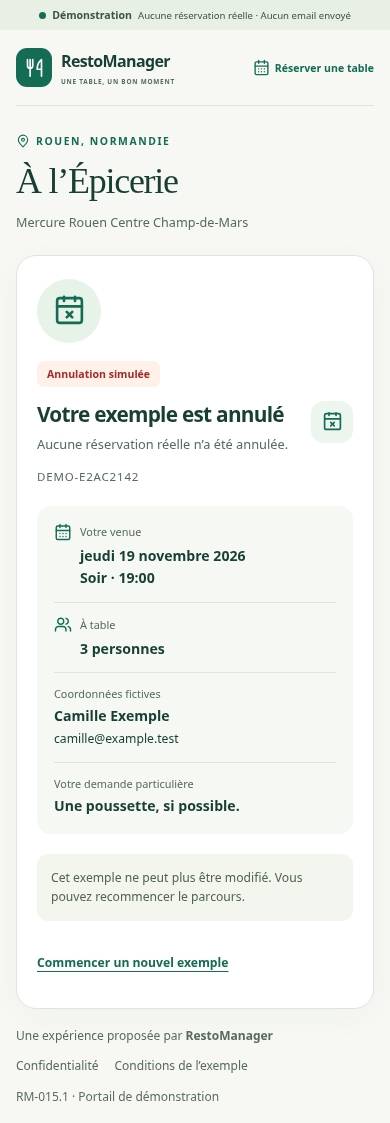 Démonstration Aucune réservation réelle · Aucun email envoyé
RestoManager
UNE TABLE, UN BON MOMENT
Réserver une table
ROUEN, NORMANDIE
À l’Épicerie
Mercure Rouen Centre Champ-de-Mars
Annulation simulée
Votre exemple est annulé
Aucune réservation réelle n’a été annulée.
DEMO-E2AC2142
Votre venue
jeudi 19 novembre 2026
Soir · 19:00
À table
3 personnes
Coordonnées fictives
Camille Exemple
camille@example.test
Votre demande particulière
Une poussette, si possible.
Cet exemple ne peut plus être modifié. Vous
pouvez recommencer le parcours.
Commencer un nouvel exemple
Une expérience proposée par RestoManager
Confidentialité Conditions de l’exemple
RM-015.1 · Portail de démonstration